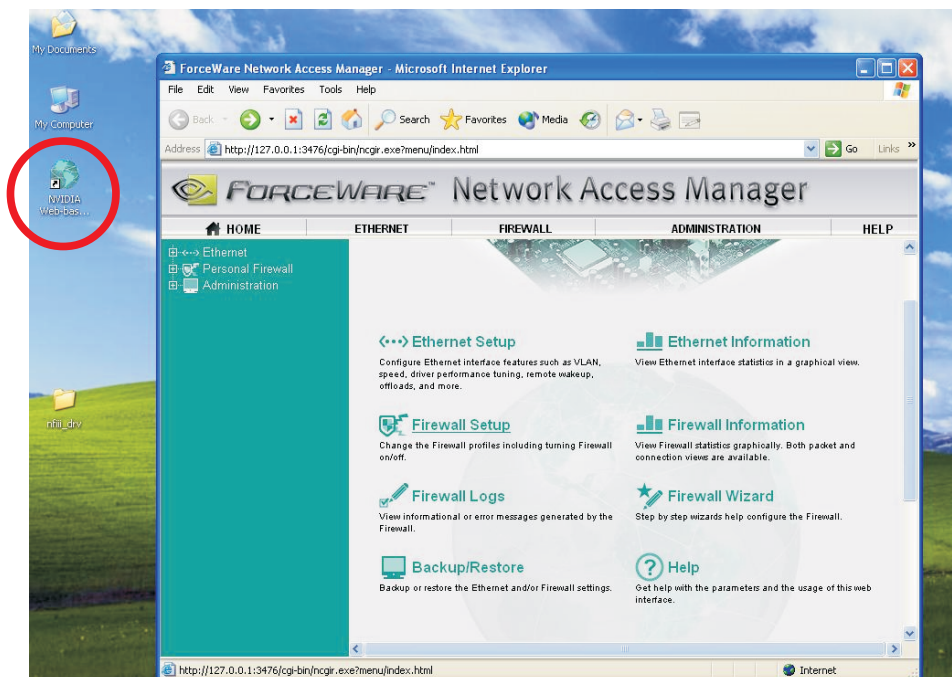 My Documents
My Computer
NVIDIA
Web-bas...
nfiii_drv
ForceWare Network Access Manager - Microsoft Internet Explorer
File Edit View Favorites Tools Help
Back Search Favorites Media
Address http://127.0.0.1:3476/cgi-bin/ncgir.exe?menu/index.html Go Links »
FORCEWARE™ Network Access Manager
HOME ETHERNET FIREWALL ADMINISTRATION HELP
Ethernet
Personal Firewall
Administration
Ethernet Setup
Configure Ethernet interface features such as VLAN,
speed, driver performance tuning, remote wakeup,
offloads, and more.
Ethernet Information
View Ethernet interface statistics in a graphical view.
Firewall Setup
Change the Firewall profiles including turning Firewall
on/off.
Firewall Information
View Firewall statistics graphically. Both packet and
connection views are available.
Firewall Logs
View informational or error messages generated by the
Firewall.
Firewall Wizard
Step by step wizards help configure the Firewall.
Backup/Restore
Backup or restore the Ethernet and/or Firewall settings.
Help
Get help with the parameters and the usage of this web
interface.
http://127.0.0.1:3476/cgi-bin/ncgir.exe?menu/index.html Internet